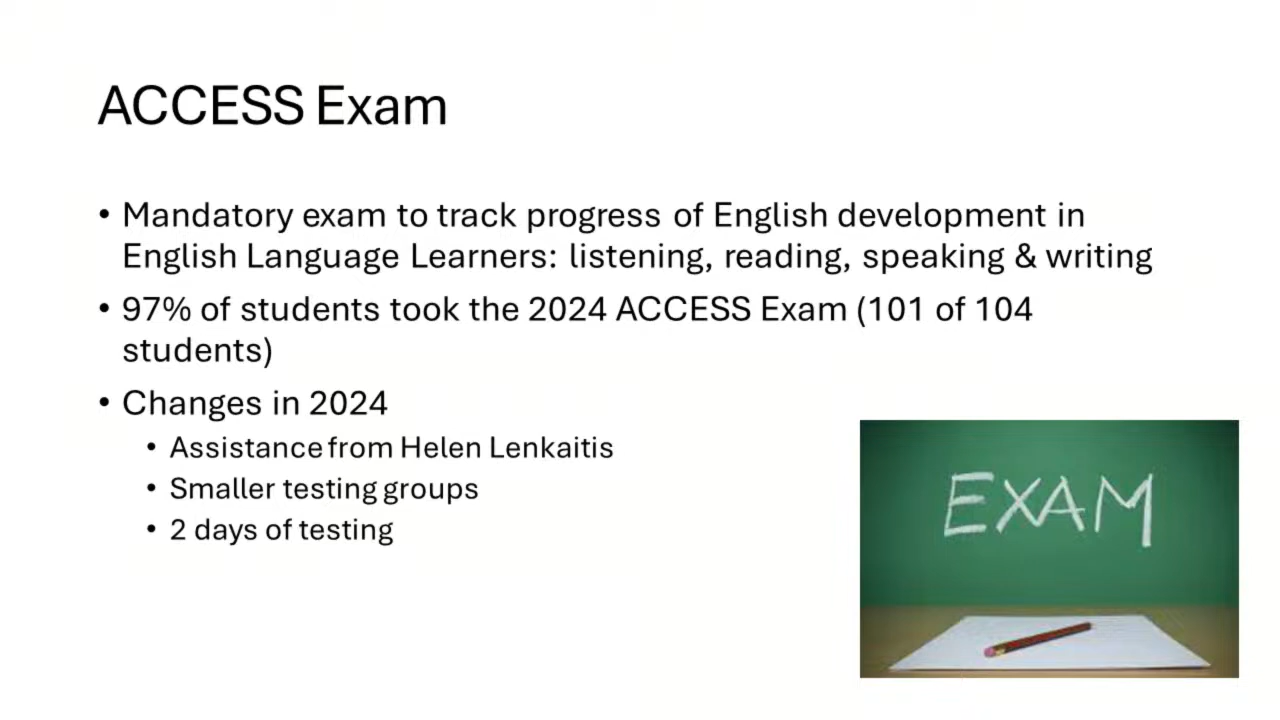 ACCESS Exam
• Mandatory exam to track progress of English development in
English Language Learners: listening, reading, speaking & writing
• 97% of students took the 2024 ACCESS Exam (101 of 104
students)
• Changes in 2024
• Assistance from Helen Lenkaitis
• Smaller testing groups
• 2 days of testing
EXAM